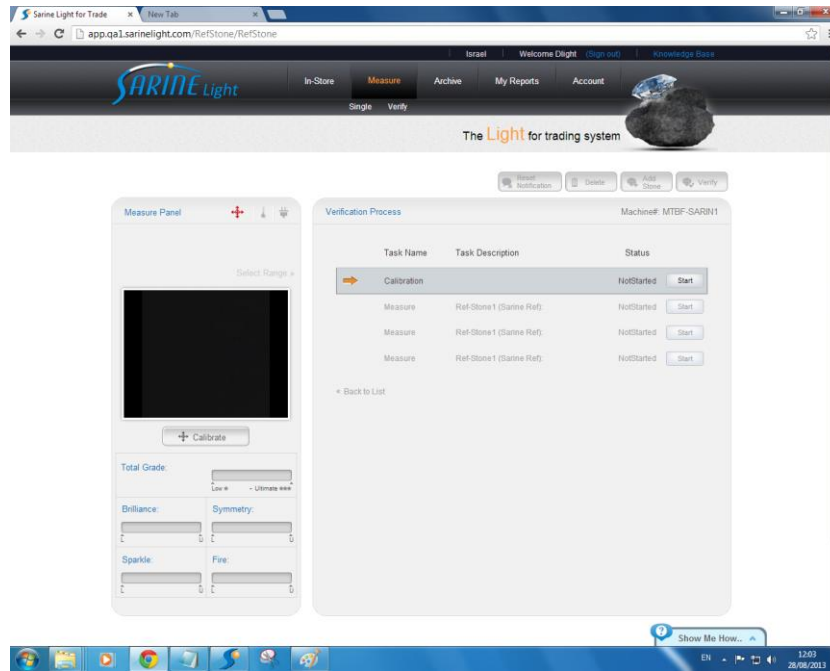 Sarine Light for Trade
New Tab
app.qa1.sarinelight.com/RefStone/RefStone
Israel Welcome Dlight (Sign out) Knowledge Base
SARINE Light
In-Store Measure Archive My Reports Account
Single Verify
The Light for trading system
Reset Notification Delete Add Stone Verify
Measure Panel
Verification Process Machine#: MTBF-SARIN1
Task Name Task Description Status
Select Range »
Calibration NotStarted Start
Measure Ref-Stone1 (Sarine Ref): NotStarted Start
Measure Ref-Stone1 (Sarine Ref): NotStarted Start
Measure Ref-Stone1 (Sarine Ref): NotStarted Start
« Back to List
Calibrate
Total Grade:
Low - Ultimate
Brilliance: Symmetry:
Sparkle: Fire:
Show Me How..
EN 12:03
28/08/2013